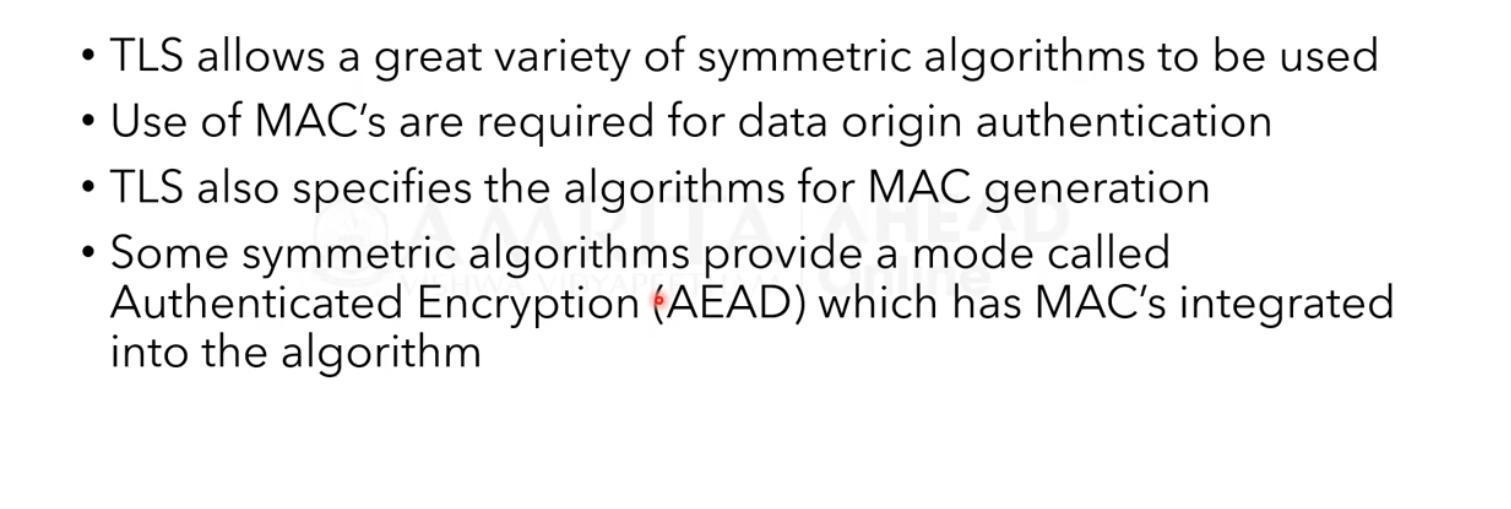 • TLS allows a great variety of symmetric algorithms to be used
• Use of MAC’s are required for data origin authentication
• TLS also specifies the algorithms for MAC generation
• Some symmetric algorithms provide a mode called
Authenticated Encryption (AEAD) which has MAC’s integrated
into the algorithm
AMRITA AHEAD
VISHWA VIDYAPEETHAM Online